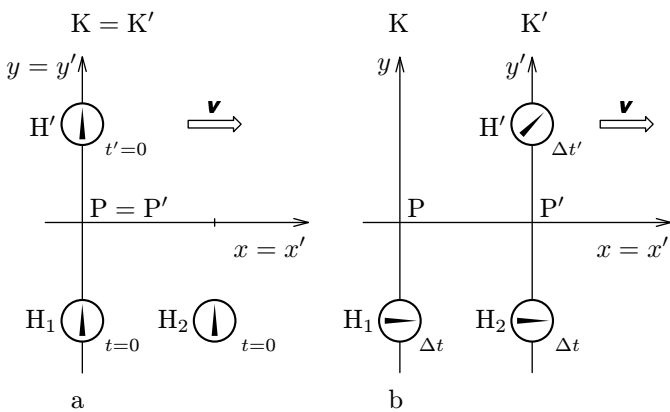 K = K′ K K′
y = y′ y y′
v v
H′ H′
t′=0 Δt′
P = P′ P P′
x = x′ x = x′
H₁ H₂ H₁ H₂
t=0 t=0 Δt Δt
a b